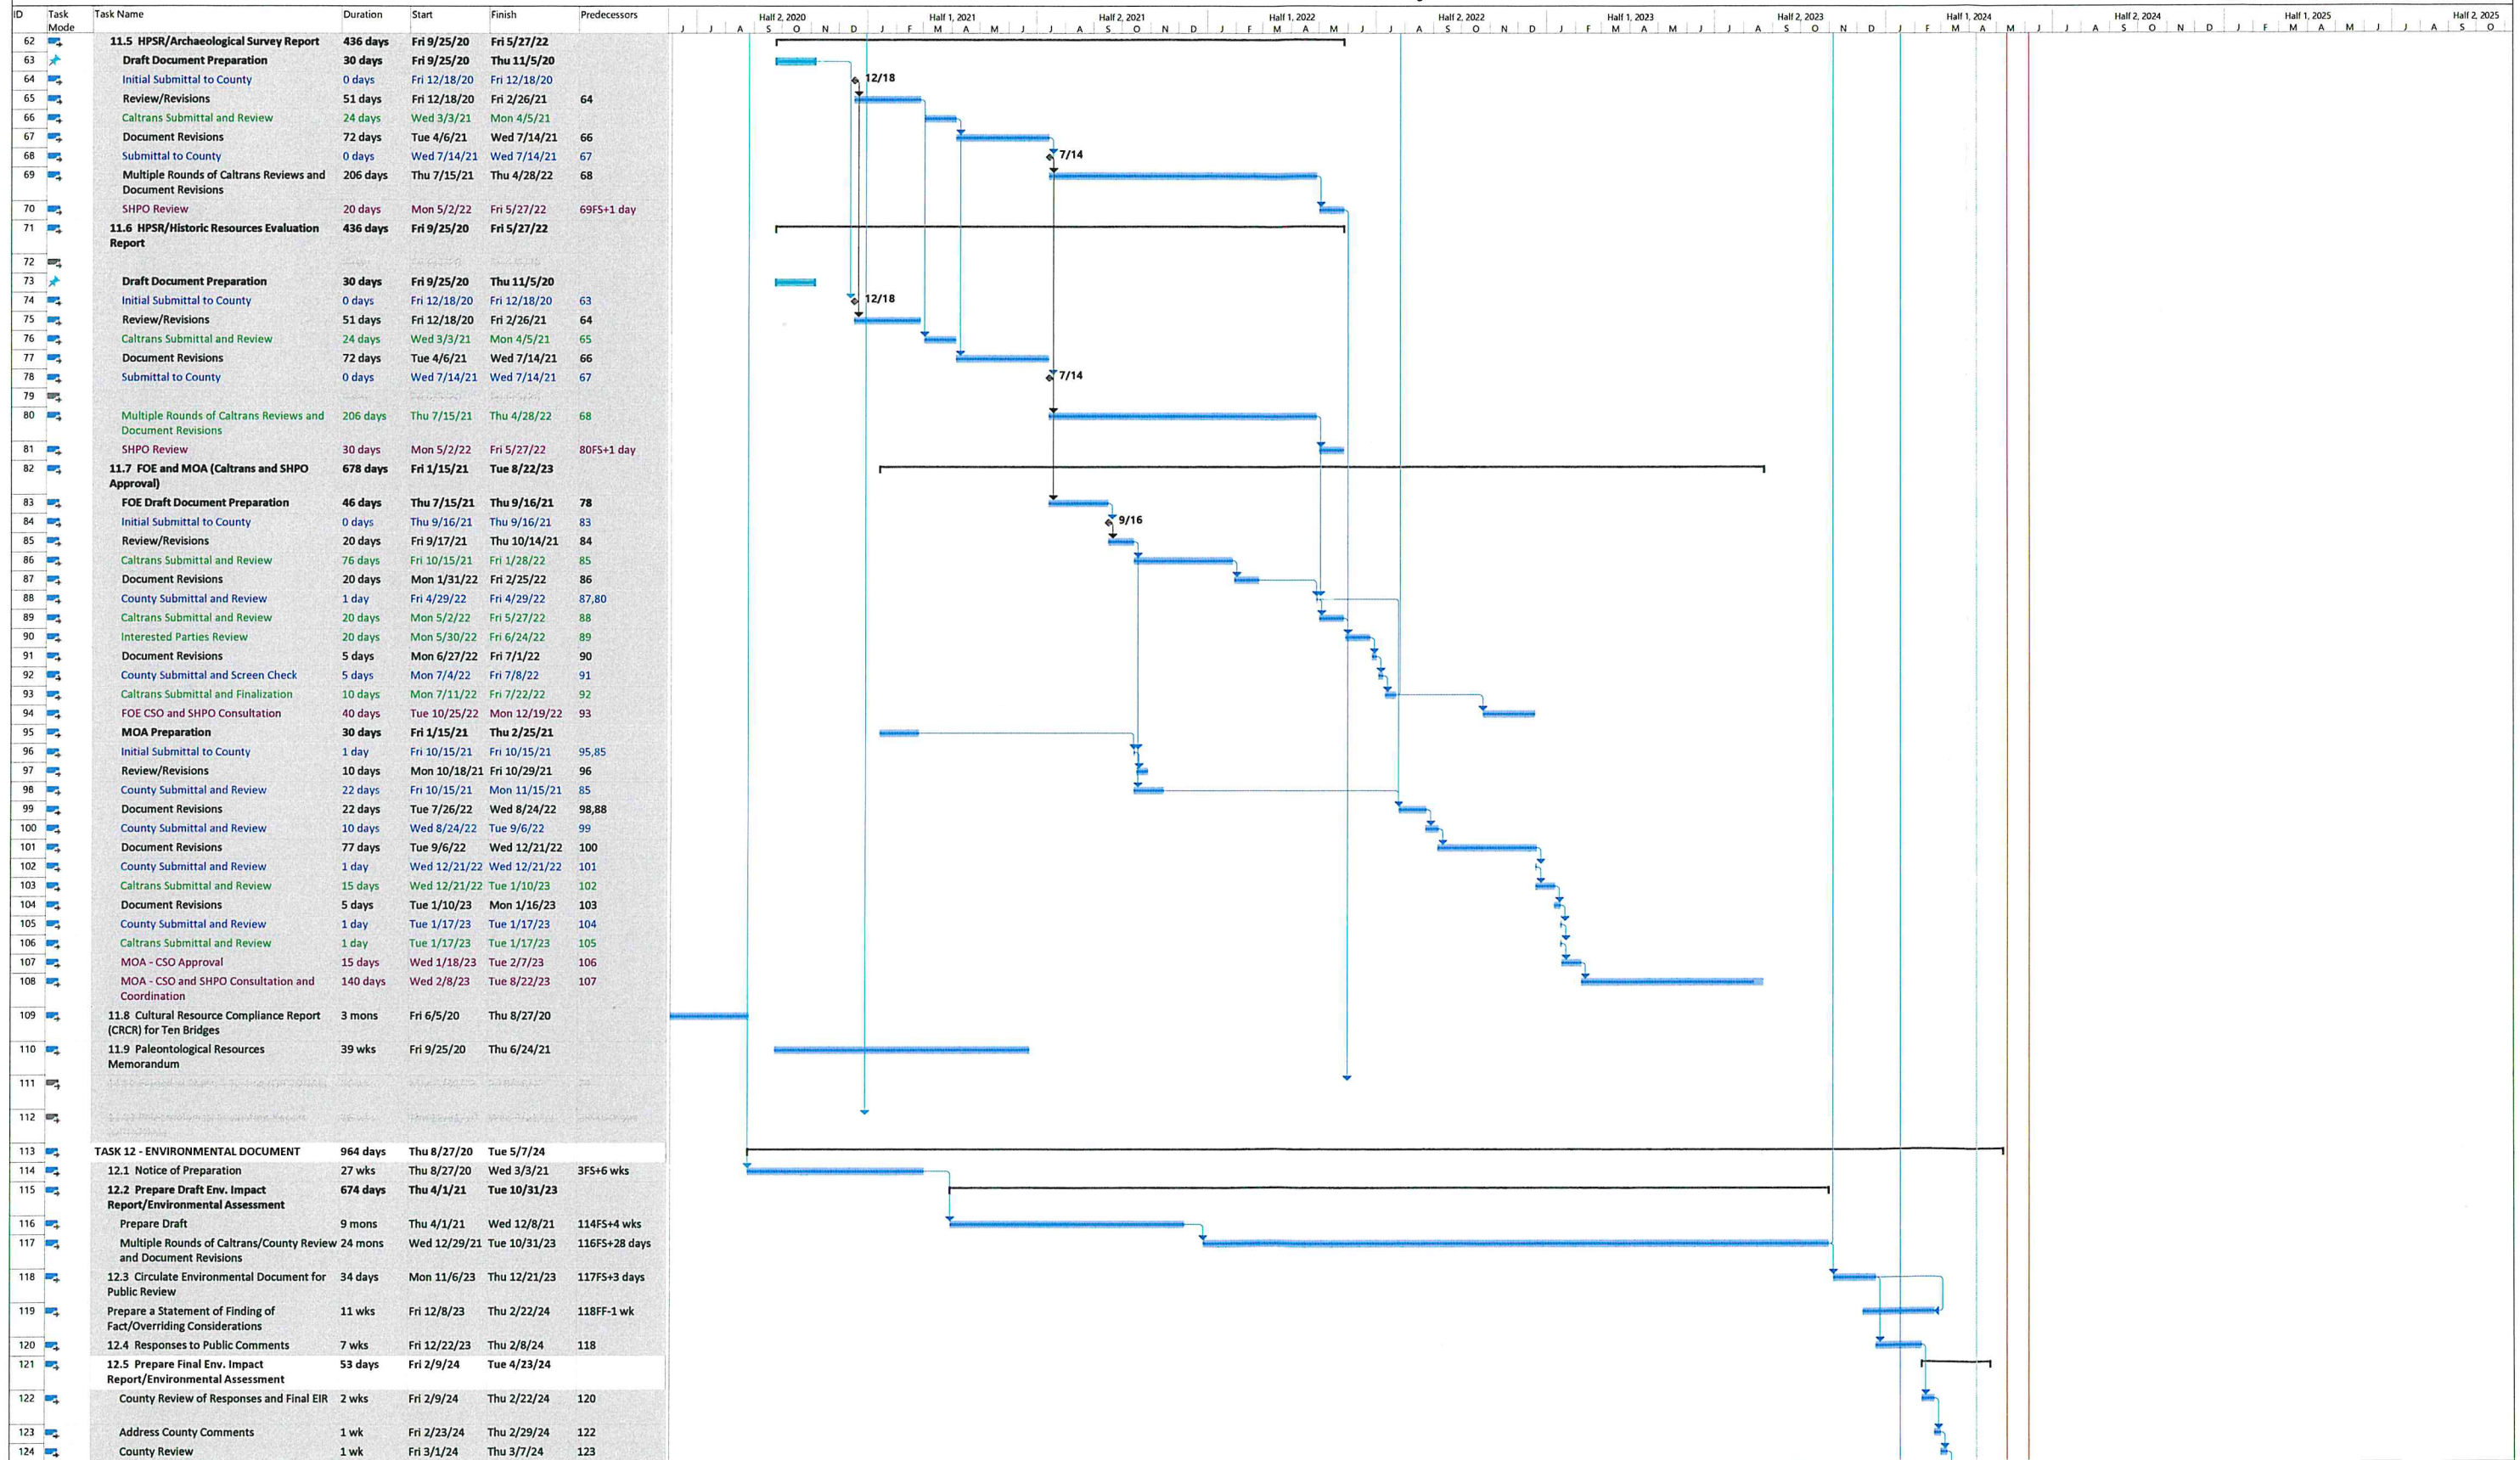 ID Task Mode Task Name Duration Start Finish Predecessors
Half 2, 2020 Half 1, 2021 Half 2, 2021 Half 1, 2022 Half 2, 2022 Half 1, 2023 Half 2, 2023 Half 1, 2024 Half 2, 2024 Half 1, 2025 Half 2, 2025
J J A S O N D J F M A M J J A S O N D J F M A M J J A S O N D J F M A M J J A S O N D J F M A M J J A S O N D J F M A M J J A S O
62 11.5 HPSR/Archaeological Survey Report 436 days Fri 9/25/20 Fri 5/27/22
63 Draft Document Preparation 30 days Fri 9/25/20 Thu 11/5/20
64 Initial Submittal to County 0 days Fri 12/18/20 Fri 12/18/20 12/18
65 Review/Revisions 51 days Fri 12/18/20 Fri 2/26/21 64
66 Caltrans Submittal and Review 24 days Wed 3/3/21 Mon 4/5/21
67 Document Revisions 72 days Tue 4/6/21 Wed 7/14/21 66
68 Submittal to County 0 days Wed 7/14/21 Wed 7/14/21 67 7/14
69 Multiple Rounds of Caltrans Reviews and 206 days Thu 7/15/21 Thu 4/28/22 68
Document Revisions
70 SHPO Review 20 days Mon 5/2/22 Fri 5/27/22 69FS+1 day
71 11.6 HPSR/Historic Resources Evaluation 436 days Fri 9/25/20 Fri 5/27/22
Report
72
73 Draft Document Preparation 30 days Fri 9/25/20 Thu 11/5/20
74 Initial Submittal to County 0 days Fri 12/18/20 Fri 12/18/20 63 12/18
75 Review/Revisions 51 days Fri 12/18/20 Fri 2/26/21 64
76 Caltrans Submittal and Review 24 days Wed 3/3/21 Mon 4/5/21 65
77 Document Revisions 72 days Tue 4/6/21 Wed 7/14/21 66
78 Submittal to County 0 days Wed 7/14/21 Wed 7/14/21 67 7/14
79
80 Multiple Rounds of Caltrans Reviews and 206 days Thu 7/15/21 Thu 4/28/22 68
Document Revisions
81 SHPO Review 30 days Mon 5/2/22 Fri 5/27/22 80FS+1 day
82 11.7 FOE and MOA (Caltrans and SHPO 678 days Fri 1/15/21 Tue 8/22/23
Approval)
83 FOE Draft Document Preparation 46 days Thu 7/15/21 Thu 9/16/21 78
84 Initial Submittal to County 0 days Thu 9/16/21 Thu 9/16/21 83 9/16
85 Review/Revisions 20 days Fri 9/17/21 Thu 10/14/21 84
86 Caltrans Submittal and Review 76 days Fri 10/15/21 Fri 1/28/22 85
87 Document Revisions 20 days Mon 1/31/22 Fri 2/25/22 86
88 County Submittal and Review 1 day Fri 4/29/22 Fri 4/29/22 87,80
89 Caltrans Submittal and Review 20 days Mon 5/2/22 Fri 5/27/22 88
90 Interested Parties Review 20 days Mon 5/30/22 Fri 6/24/22 89
91 Document Revisions 5 days Mon 6/27/22 Fri 7/1/22 90
92 County Submittal and Screen Check 5 days Mon 7/4/22 Fri 7/8/22 91
93 Caltrans Submittal and Finalization 10 days Mon 7/11/22 Fri 7/22/22 92
94 FOE CSO and SHPO Consultation 40 days Tue 10/25/22 Mon 12/19/22 93
95 MOA Preparation 30 days Fri 1/15/21 Thu 2/25/21
96 Initial Submittal to County 1 day Fri 10/15/21 Fri 10/15/21 95,85
97 Review/Revisions 10 days Mon 10/18/21 Fri 10/29/21 96
98 County Submittal and Review 22 days Fri 10/15/21 Mon 11/15/21 85
99 Document Revisions 22 days Tue 7/26/22 Wed 8/24/22 98,88
100 County Submittal and Review 10 days Wed 8/24/22 Tue 9/6/22 99
101 Document Revisions 77 days Tue 9/6/22 Wed 12/21/22 100
102 County Submittal and Review 1 day Wed 12/21/22 Wed 12/21/22 101
103 Caltrans Submittal and Review 15 days Wed 12/21/22 Tue 1/10/23 102
104 Document Revisions 5 days Tue 1/10/23 Mon 1/16/23 103
105 County Submittal and Review 1 day Tue 1/17/23 Tue 1/17/23 104
106 Caltrans Submittal and Review 1 day Tue 1/17/23 Tue 1/17/23 105
107 MOA - CSO Approval 15 days Wed 1/18/23 Tue 2/7/23 106
108 MOA - CSO and SHPO Consultation and 140 days Wed 2/8/23 Tue 8/22/23 107
Coordination
109 11.8 Cultural Resource Compliance Report 3 mons Fri 6/5/20 Thu 8/27/20
(CRCR) for Ten Bridges
110 11.9 Paleontological Resources 39 wks Fri 9/25/20 Thu 6/24/21
Memorandum
111
112
113 TASK 12 - ENVIRONMENTAL DOCUMENT 964 days Thu 8/27/20 Tue 5/7/24
114 12.1 Notice of Preparation 27 wks Thu 8/27/20 Wed 3/3/21 3FS+6 wks
115 12.2 Prepare Draft Env. Impact 674 days Thu 4/1/21 Tue 10/31/23
Report/Environmental Assessment
116 Prepare Draft 9 mons Thu 4/1/21 Wed 12/8/21 114FS+4 wks
117 Multiple Rounds of Caltrans/County Review 24 mons Wed 12/29/21 Tue 10/31/23 116FS+28 days
and Document Revisions
118 12.3 Circulate Environmental Document for 34 days Mon 11/6/23 Thu 12/21/23 117FS+3 days
Public Review
119 Prepare a Statement of Finding of 11 wks Fri 12/8/23 Thu 2/22/24 118FF-1 wk
Fact/Overriding Considerations
120 12.4 Responses to Public Comments 7 wks Fri 12/22/23 Thu 2/8/24 118
121 12.5 Prepare Final Env. Impact 53 days Fri 2/9/24 Tue 4/23/24
Report/Environmental Assessment
122 County Review of Responses and Final EIR 2 wks Fri 2/9/24 Thu 2/22/24 120
123 Address County Comments 1 wk Fri 2/23/24 Thu 2/29/24 122
124 County Review 1 wk Fri 3/1/24 Thu 3/7/24 123